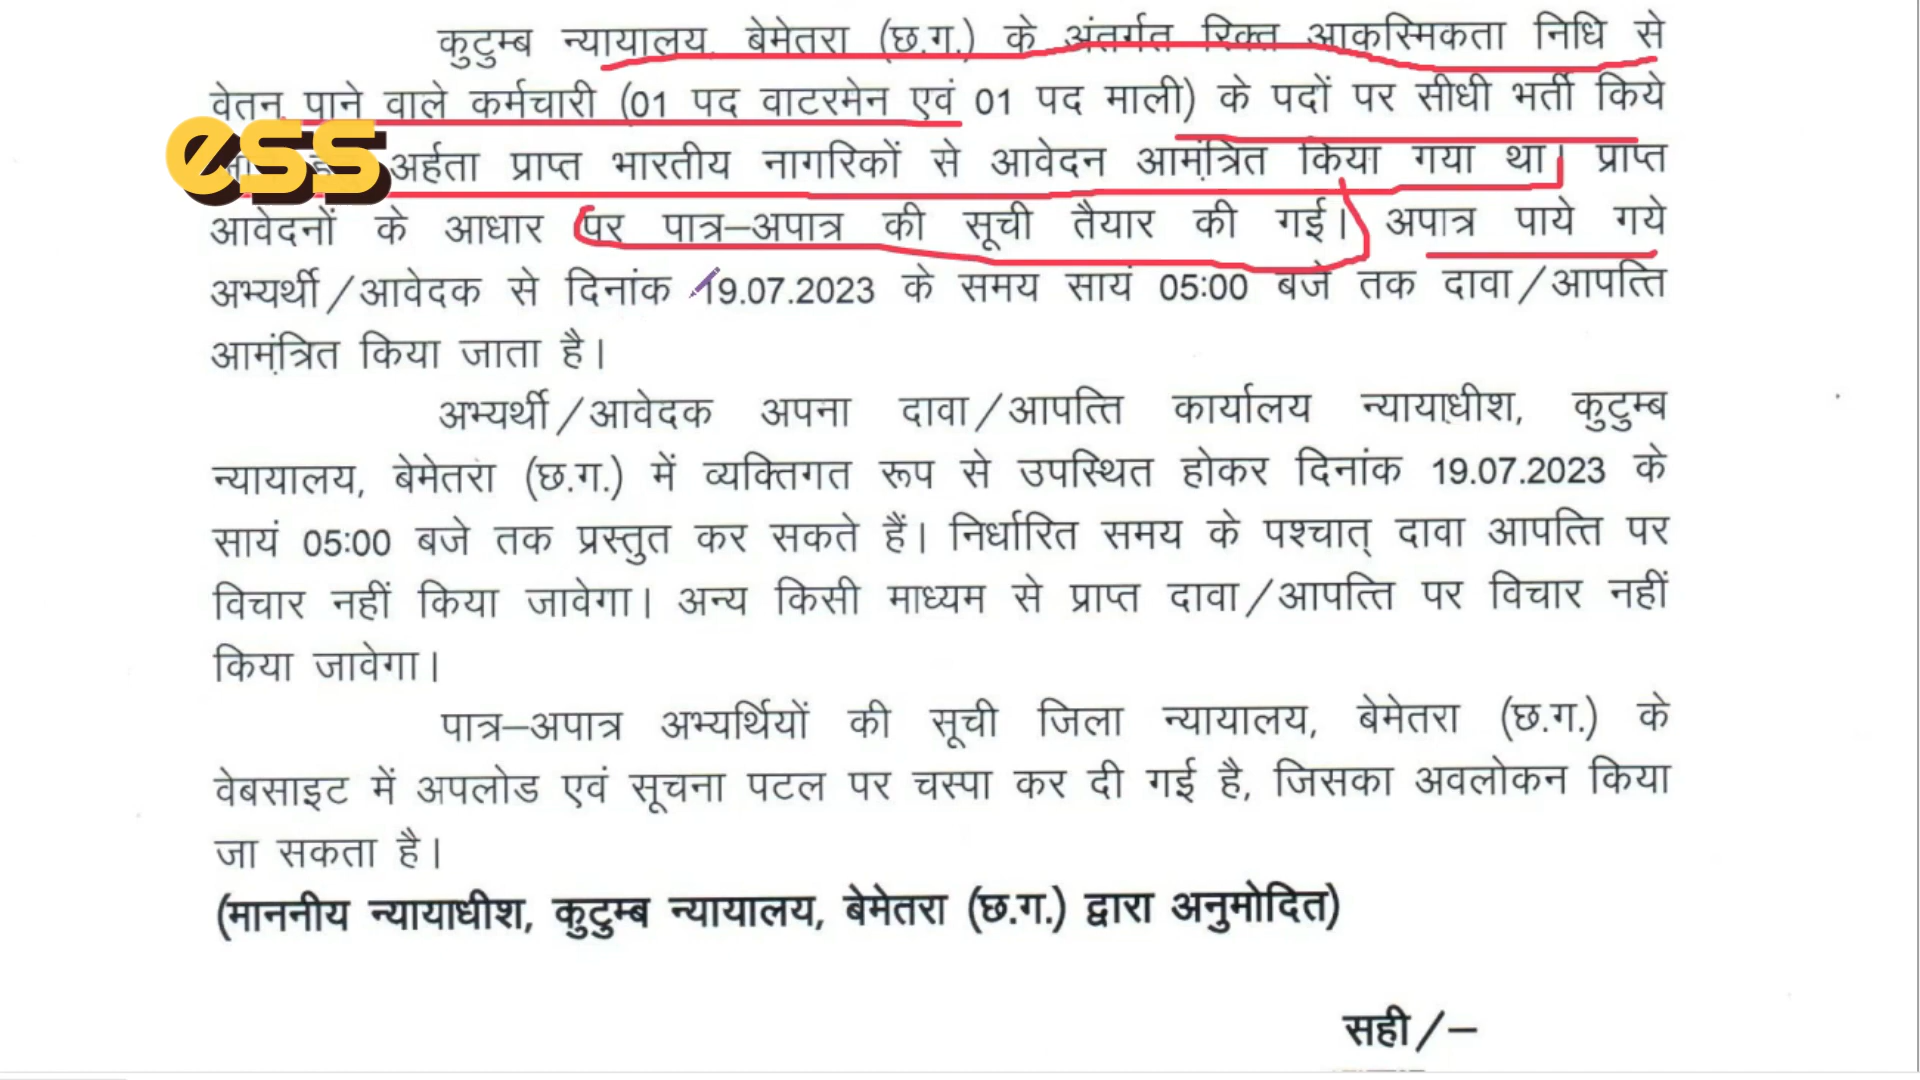 कुटुम्ब न्यायालय, बेमेतरा (छ.ग.) के अंतर्गत रिक्त आकस्मिकता निधि से
वेतन पाने वाले कर्मचारी (01 पद वाटरमेन एवं 01 पद माली) के पदों पर सीधी भर्ती किये
ess अर्हता प्राप्त भारतीय नागरिकों से आवेदन आमंत्रित किया गया था। प्राप्त
आवेदनों के आधार पर पात्र–अपात्र की सूची तैयार की गई। अपात्र पाये गये
अभ्यर्थी/आवेदक से दिनांक 19.07.2023 के समय सायं 05:00 बजे तक दावा/आपत्ति
आमंत्रित किया जाता है।
अभ्यर्थी/आवेदक अपना दावा/आपत्ति कार्यालय न्यायाधीश, कुटुम्ब
न्यायालय, बेमेतरा (छ.ग.) में व्यक्तिगत रूप से उपस्थित होकर दिनांक 19.07.2023 के
सायं 05:00 बजे तक प्रस्तुत कर सकते हैं। निर्धारित समय के पश्चात् दावा आपत्ति पर
विचार नहीं किया जावेगा। अन्य किसी माध्यम से प्राप्त दावा/आपत्ति पर विचार नहीं
किया जावेगा।
पात्र–अपात्र अभ्यर्थियों की सूची जिला न्यायालय, बेमेतरा (छ.ग.) के
वेबसाइट में अपलोड एवं सूचना पटल पर चस्पा कर दी गई है, जिसका अवलोकन किया
जा सकता है।
(माननीय न्यायाधीश, कुटुम्ब न्यायालय, बेमेतरा (छ.ग.) द्वारा अनुमोदित)
सही/–